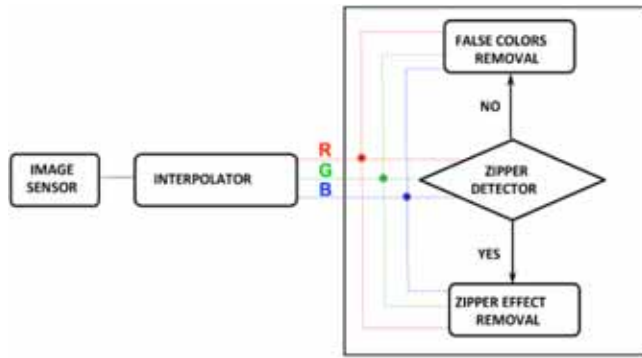 FALSE COLORS
REMOVAL
NO
R
G
B
IMAGE
SENSOR
INTERPOLATOR
ZIPPER
DETECTOR
YES
ZIPPER EFFECT
REMOVAL